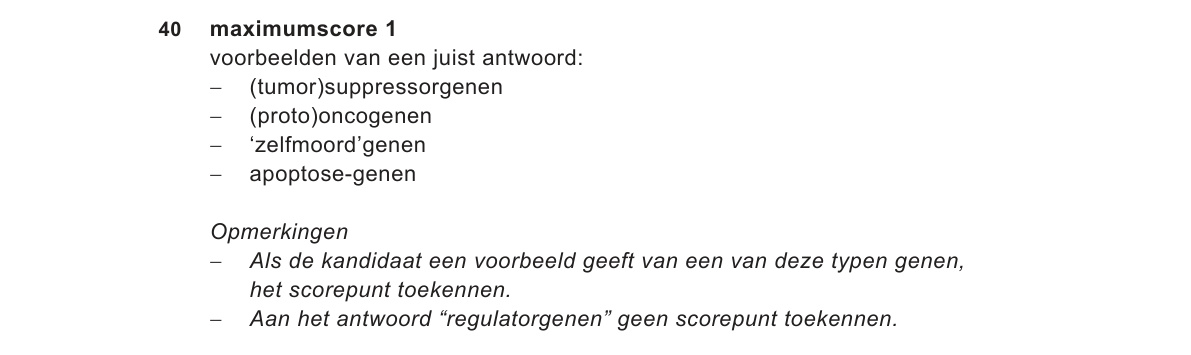 40 maximumscore 1
voorbeelden van een juist antwoord:
– (tumor)suppressorgenen
– (proto)oncogenen
– ‘zelfmoord’genen
– apoptose-genen
Opmerkingen
– Als de kandidaat een voorbeeld geeft van een van deze typen genen,
het scorepunt toekennen.
– Aan het antwoord “regulatorgenen” geen scorepunt toekennen.